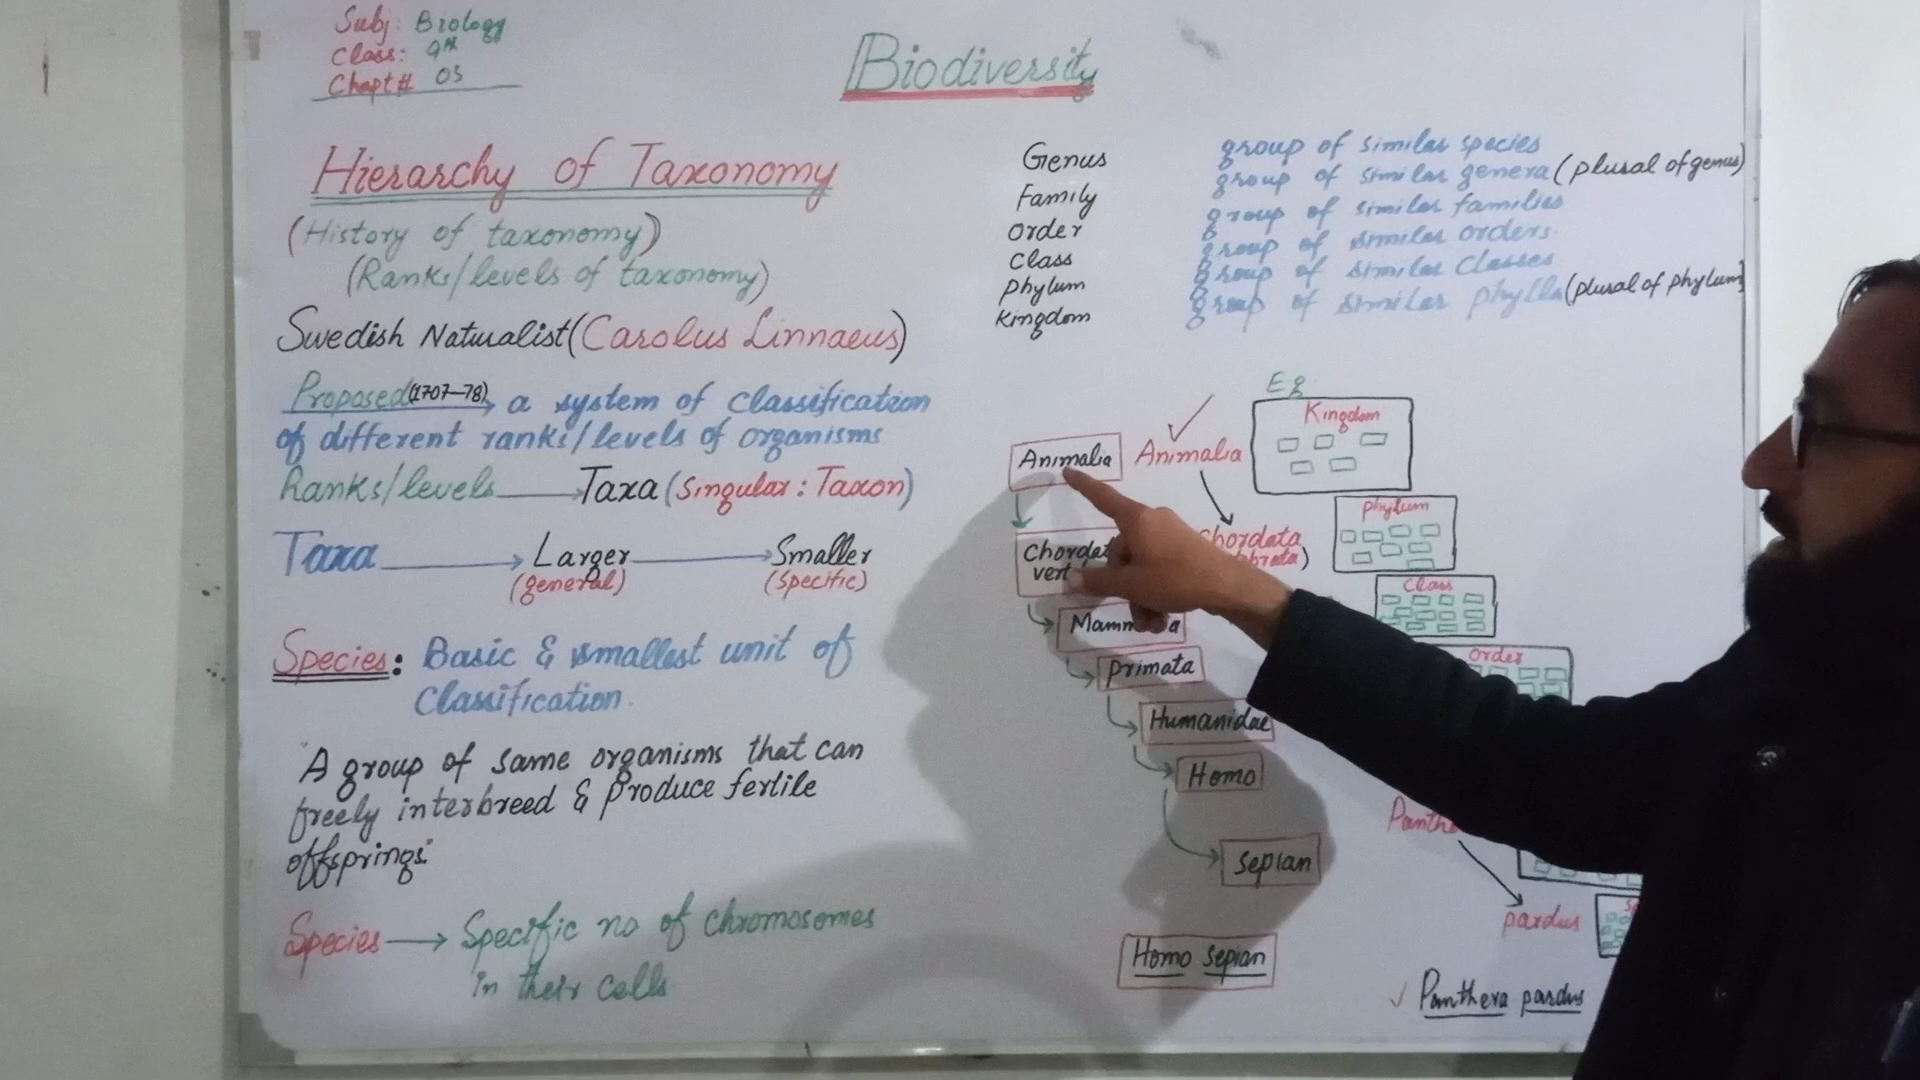 Subj: Biology
Class: 9th
Chapt# 03
Biodiversity
Hierarchy of Taxonomy
(History of taxonomy)
(Ranks/levels of taxonomy)
Swedish Naturalist (Carolus Linnaeus)
Proposed (1707-78) a system of classification
of different ranks/levels of organisms
Ranks/levels Taxa (Singular: Taxon)
Taxa Larger Smaller
(general) (specific)
Species: Basic & smallest unit of
Classification.
"A group of same organisms that can
freely interbreed & produce fertile
offsprings."
Species Specific no of chromosomes
in their cells
Genus group of similar species
Family group of similar genera (plural of genus)
Order group of similar families
Class group of similar orders.
Phylum group of similar Classes
Kingdom group of similar phylla (plural of phylum)
E.g.
Animalia
Primata
Humanidae
Homo
Sepian
Homo sepian
Animalia
Chordata
Kingdom
Phylum
Class
Order
pardus
Panthera pardus